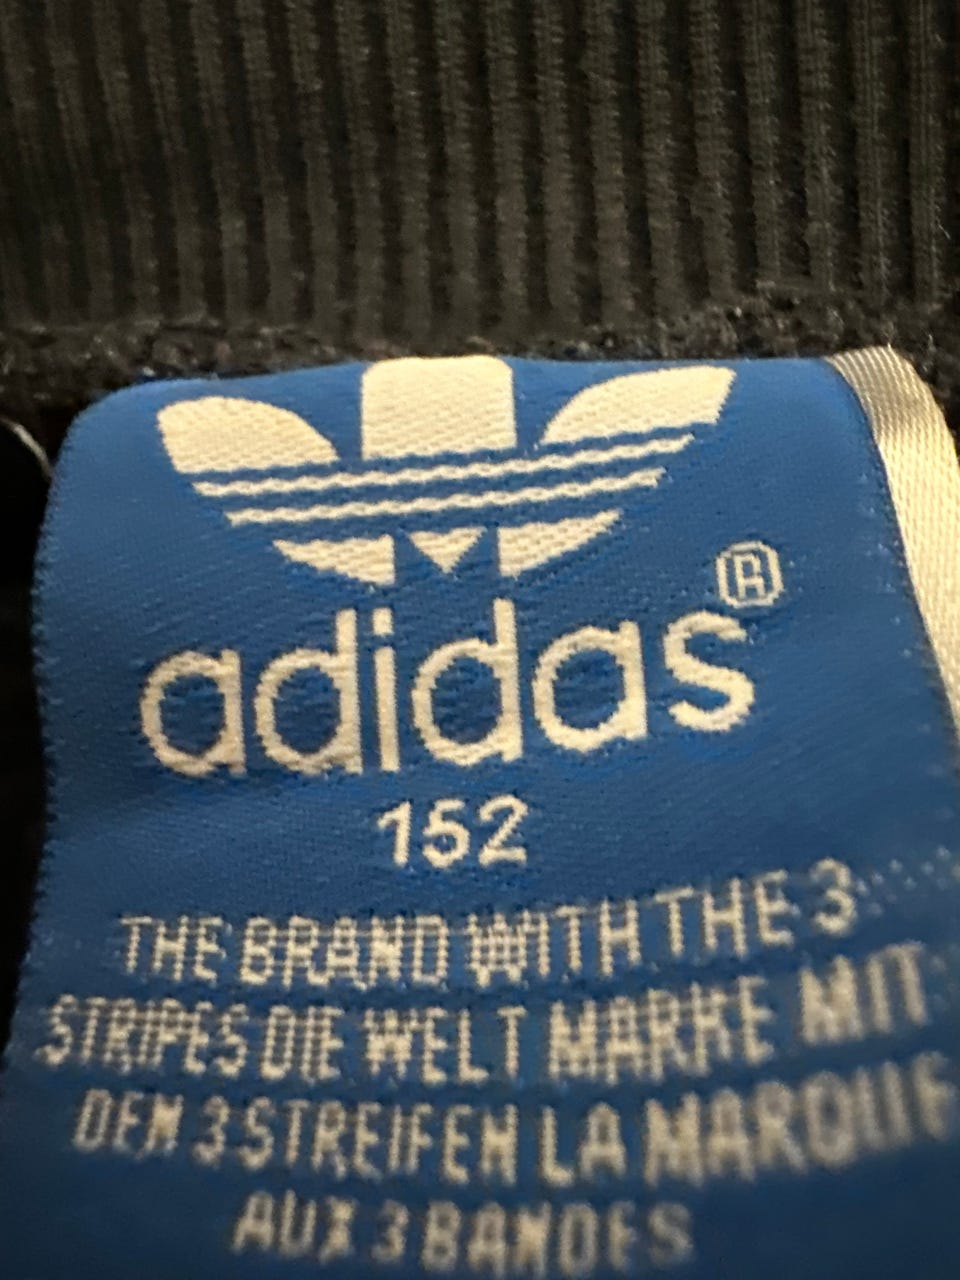 adidas®
152
THE BRAND WITH THE 3
STRIPES DIE WELT MARKE MIT
DEN 3 STREIFEN LA MARQUE
AUX 3 BANDES